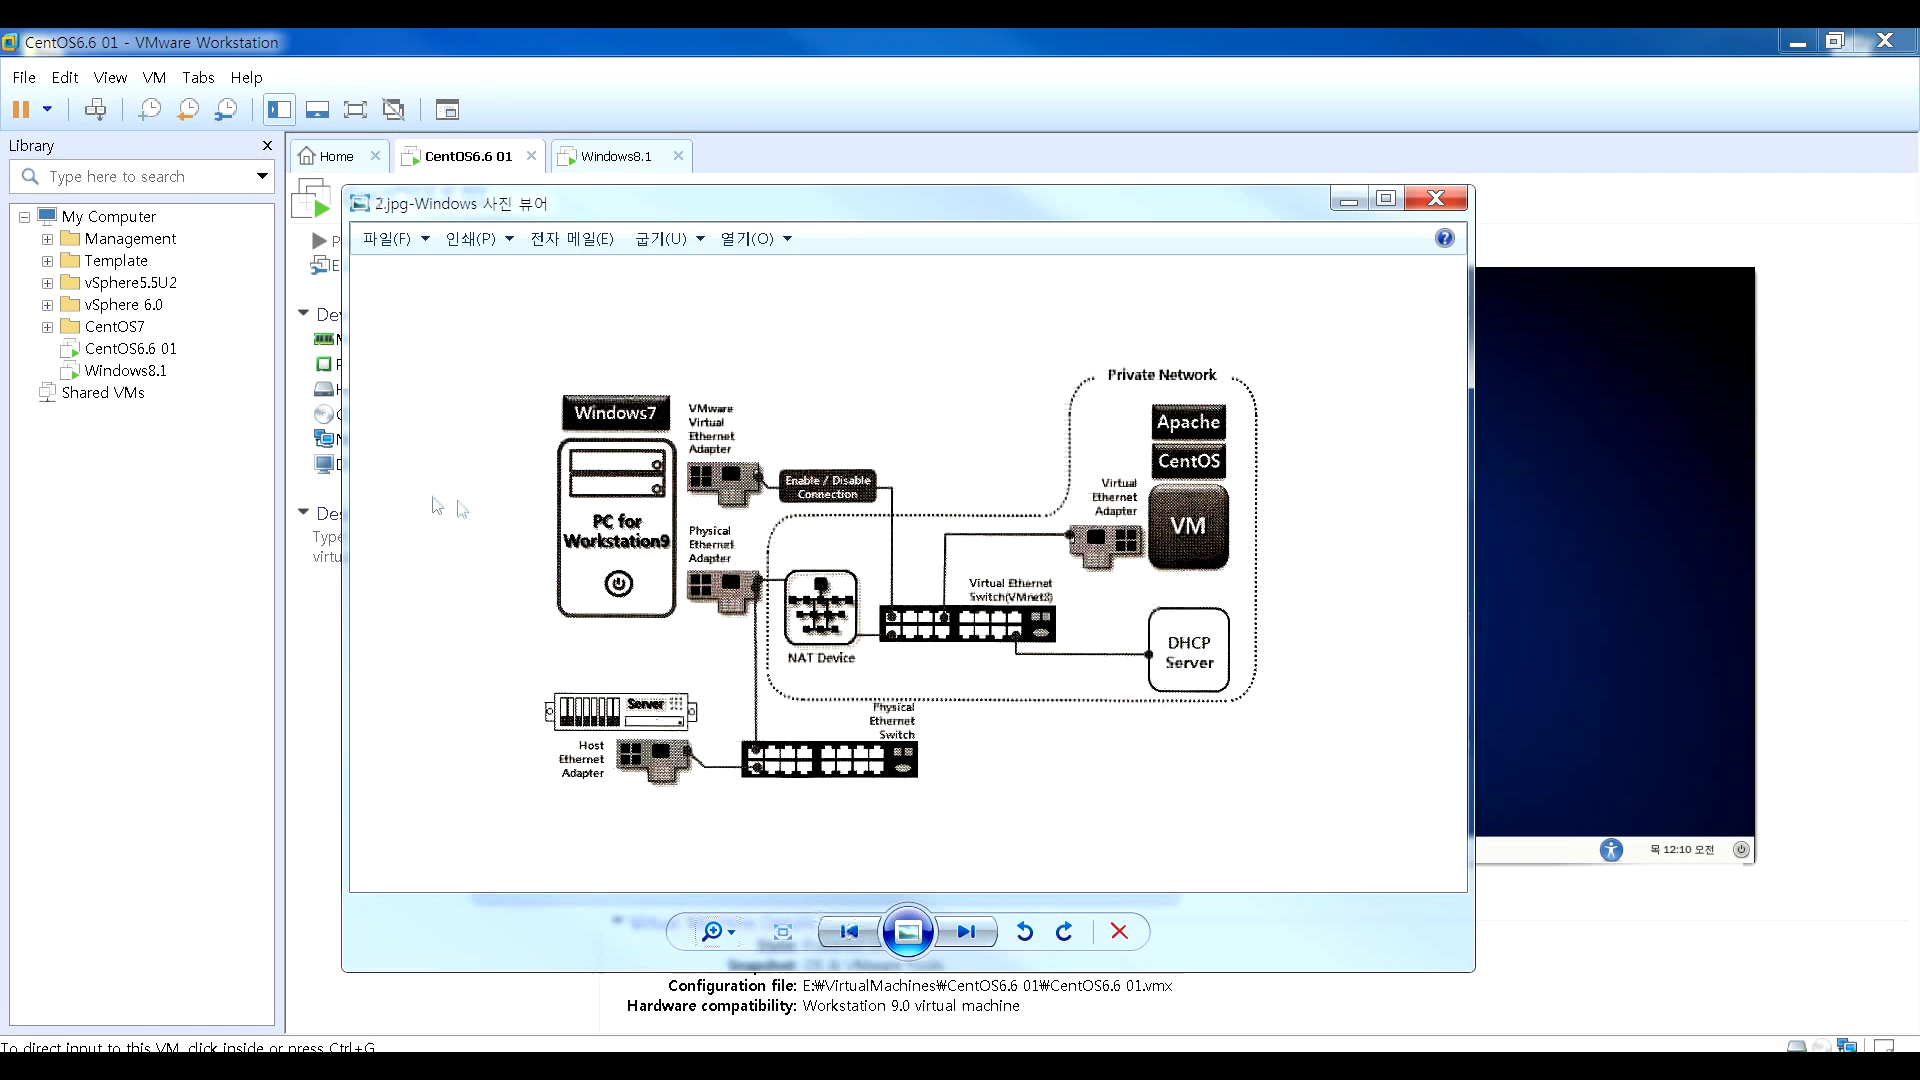 CentOS6.6 01 - VMware Workstation
File Edit View VM Tabs Help
Library
Type here to search
My Computer
Management
Template
vSphere5.5U2
vSphere 6.0
CentOS7
CentOS6.6 01
Windows8.1
Shared VMs
Home
CentOS6.6 01
Windows8.1
2.jpg-Windows 사진 뷰어
파일(F) 인쇄(P) 전자 메일(E) 굽기(U) 열기(O)
Private Network
Windows7
VMware
Virtual
Ethernet
Adapter
Apache
CentOS
Enable / Disable
Connection
Virtual
Ethernet
Adapter
VM
PC for
Workstation9
Physical
Ethernet
Adapter
Virtual Ethernet
Switch(VMnet8)
NAT Device
DHCP
Server
Server
Physical
Ethernet
Switch
Host
Ethernet
Adapter
목 12:10 오전
Configuration file: E:₩VirtualMachines₩CentOS6.6 01₩CentOS6.6 01.vmx
Hardware compatibility: Workstation 9.0 virtual machine
To direct input to this VM, click inside or press Ctrl+G.